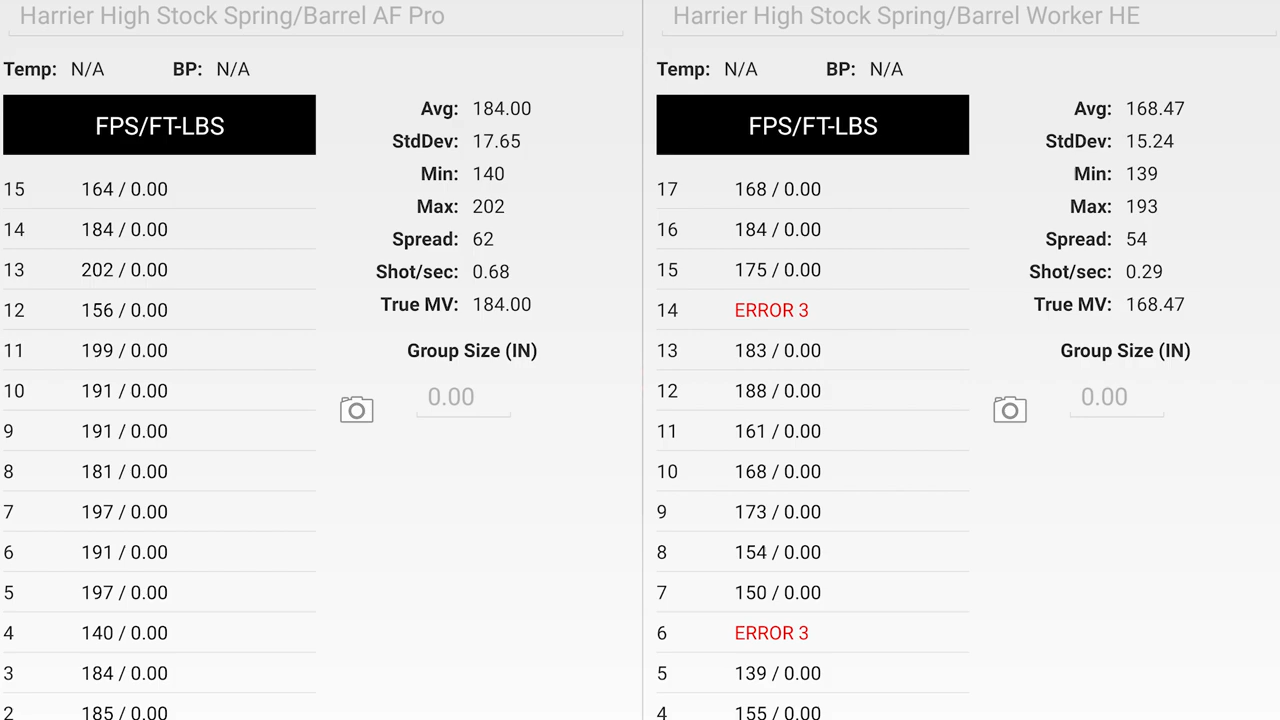 Harrier High Stock Spring/Barrel AF Pro
Temp: N/A BP: N/A
FPS/FT-LBS
15 164 / 0.00
14 184 / 0.00
13 202 / 0.00
12 156 / 0.00
11 199 / 0.00
10 191 / 0.00
9 191 / 0.00
8 181 / 0.00
7 197 / 0.00
6 191 / 0.00
5 197 / 0.00
4 140 / 0.00
3 184 / 0.00
2 185 / 0.00
Avg: 184.00
StdDev: 17.65
Min: 140
Max: 202
Spread: 62
Shot/sec: 0.68
True MV: 184.00
Group Size (IN)
0.00
Harrier High Stock Spring/Barrel Worker HE
Temp: N/A BP: N/A
FPS/FT-LBS
17 168 / 0.00
16 184 / 0.00
15 175 / 0.00
14 ERROR 3
13 183 / 0.00
12 188 / 0.00
11 161 / 0.00
10 168 / 0.00
9 173 / 0.00
8 154 / 0.00
7 150 / 0.00
6 ERROR 3
5 139 / 0.00
4 155 / 0.00
Avg: 168.47
StdDev: 15.24
Min: 139
Max: 193
Spread: 54
Shot/sec: 0.29
True MV: 168.47
Group Size (IN)
0.00